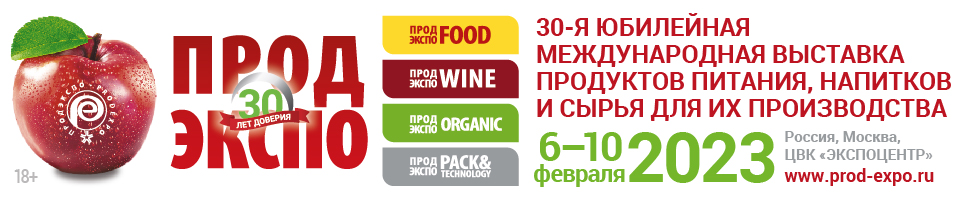 ПРОДЭКСПО PRODEXPO
18+
ПРОД
ЭКСПО
30
ЛЕТ ДОВЕРИЯ
ПРОД
ЭКСПО FOOD
ПРОД
ЭКСПО WINE
ПРОД
ЭКСПО ORGANIC
ПРОД PACK&
ЭКСПО TECHNOLOGY
30-Я ЮБИЛЕЙНАЯ
МЕЖДУНАРОДНАЯ ВЫСТАВКА
ПРОДУКТОВ ПИТАНИЯ, НАПИТКОВ
И СЫРЬЯ ДЛЯ ИХ ПРОИЗВОДСТВА
6–10
февраля
2023
Россия, Москва,
ЦВК «ЭКСПОЦЕНТР»
www.prod-expo.ru